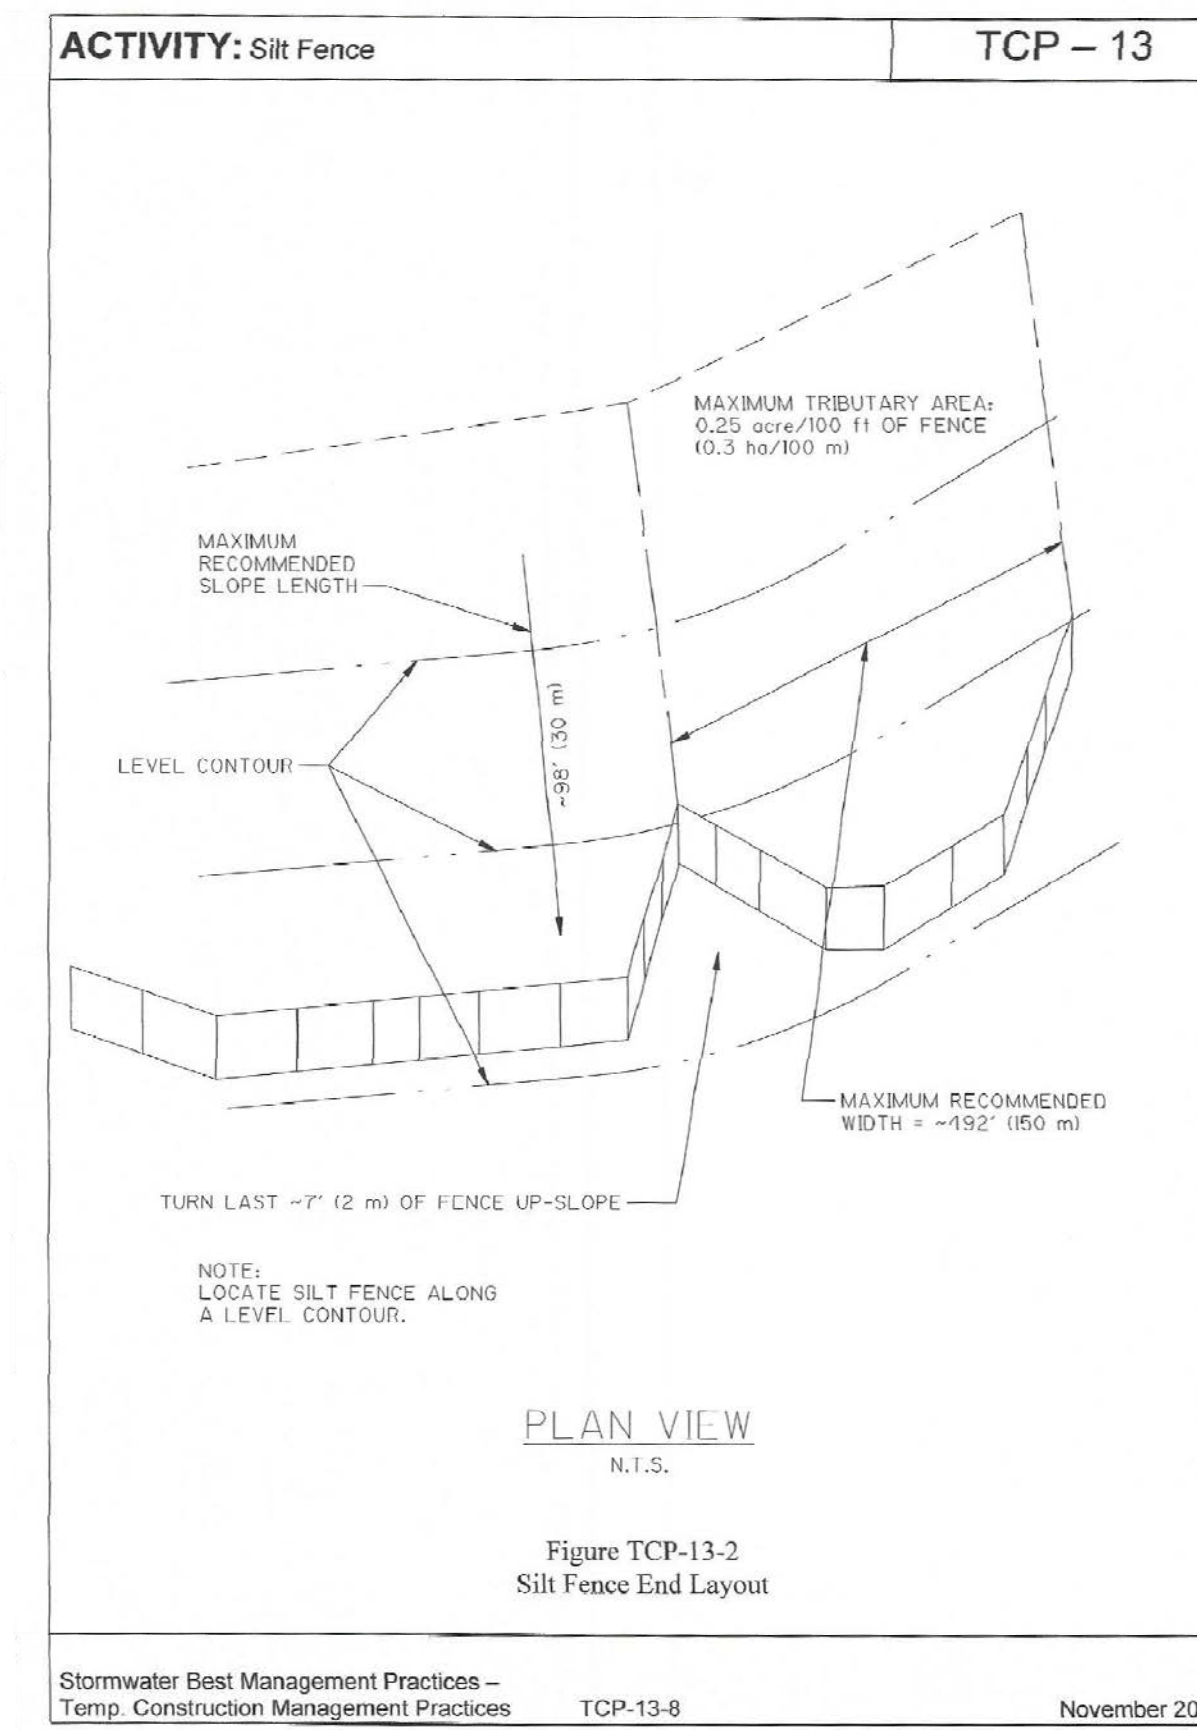 ACTIVITY: Silt Fence
TCP – 13
MAXIMUM TRIBUTARY AREA:
0.25 acre/100 ft OF FENCE
(0.3 ha/100 m)
MAXIMUM
RECOMMENDED
SLOPE LENGTH
~98' (30 m)
LEVEL CONTOUR
MAXIMUM RECOMMENDED
WIDTH = ~492' (150 m)
TURN LAST ~7' (2 m) OF FENCE UP-SLOPE
NOTE:
LOCATE SILT FENCE ALONG
A LEVEL CONTOUR.
PLAN VIEW
N.T.S.
Figure TCP-13-2
Silt Fence End Layout
Stormwater Best Management Practices –
Temp. Construction Management Practices
TCP-13-8
November 20